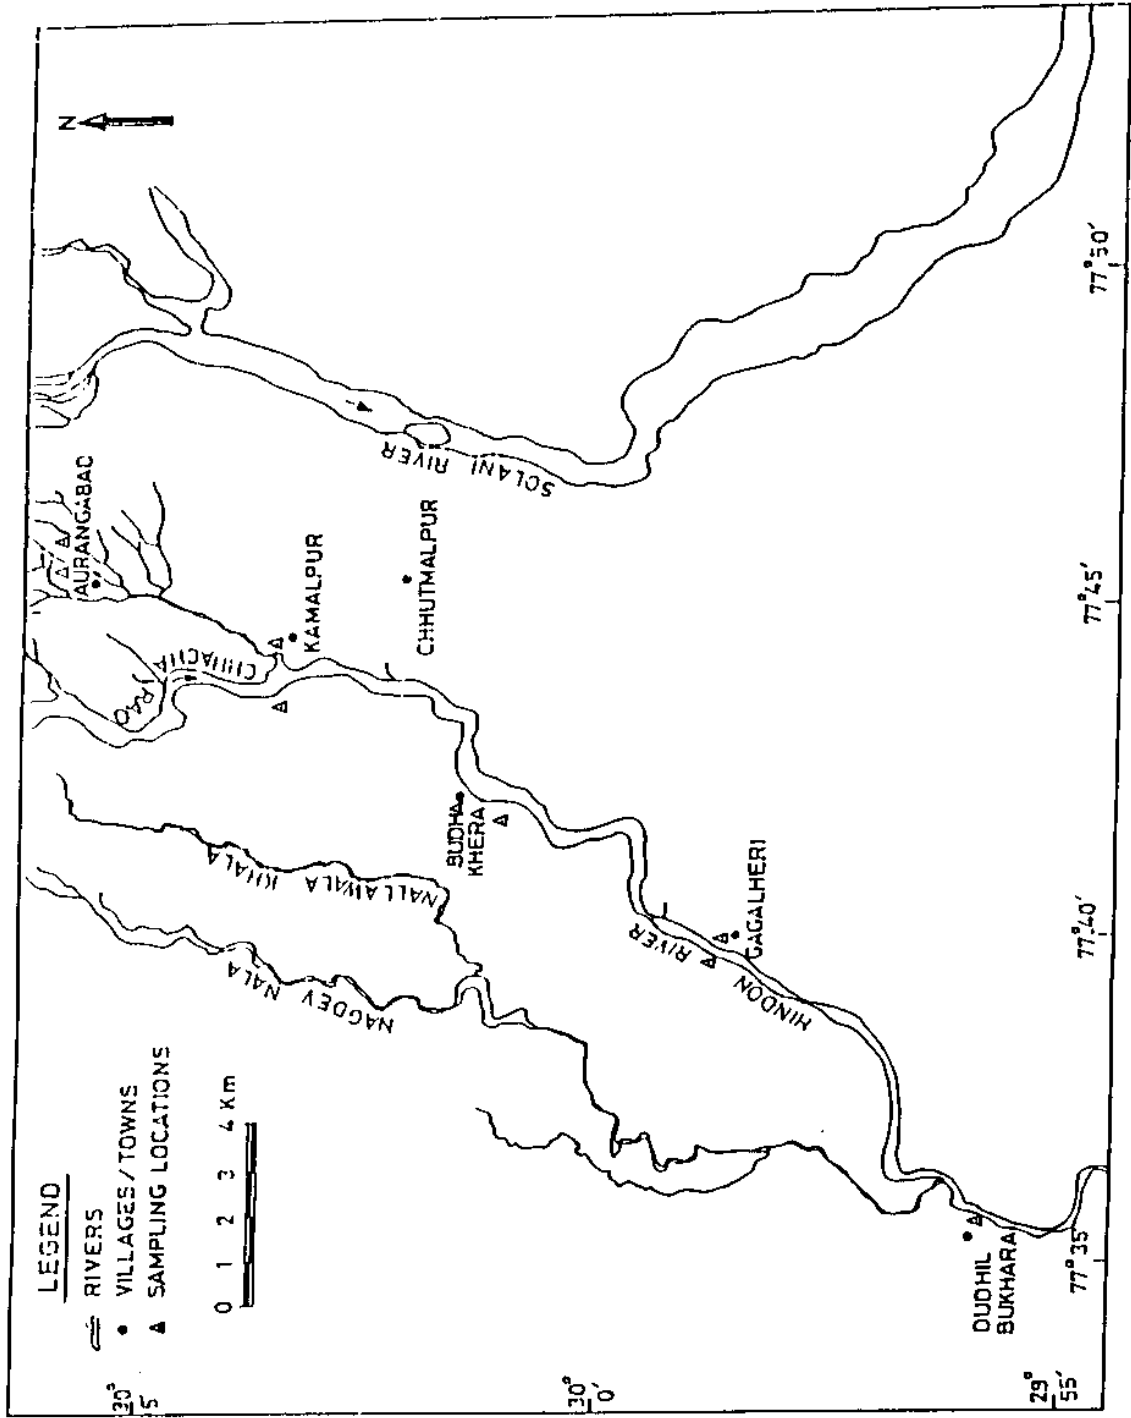 LEGEND
RIVERS
VILLAGES/TOWNS
SAMPLING LOCATIONS
0 1 2 3 4 Km
N
AURANGABAD
KAMALPUR
CHHUTMALPUR
SOLANI RIVER
CHHACHA
RAO
BUDHA
KHERA
NALLAWALA KHALA
NAGDEV NALA
GAGALHERI
HINDON RIVER
DUDHIL
BUKHARA
30°
5'
30°
0'
29°
55'
77°35'
77°40'
77°45'
77°50'